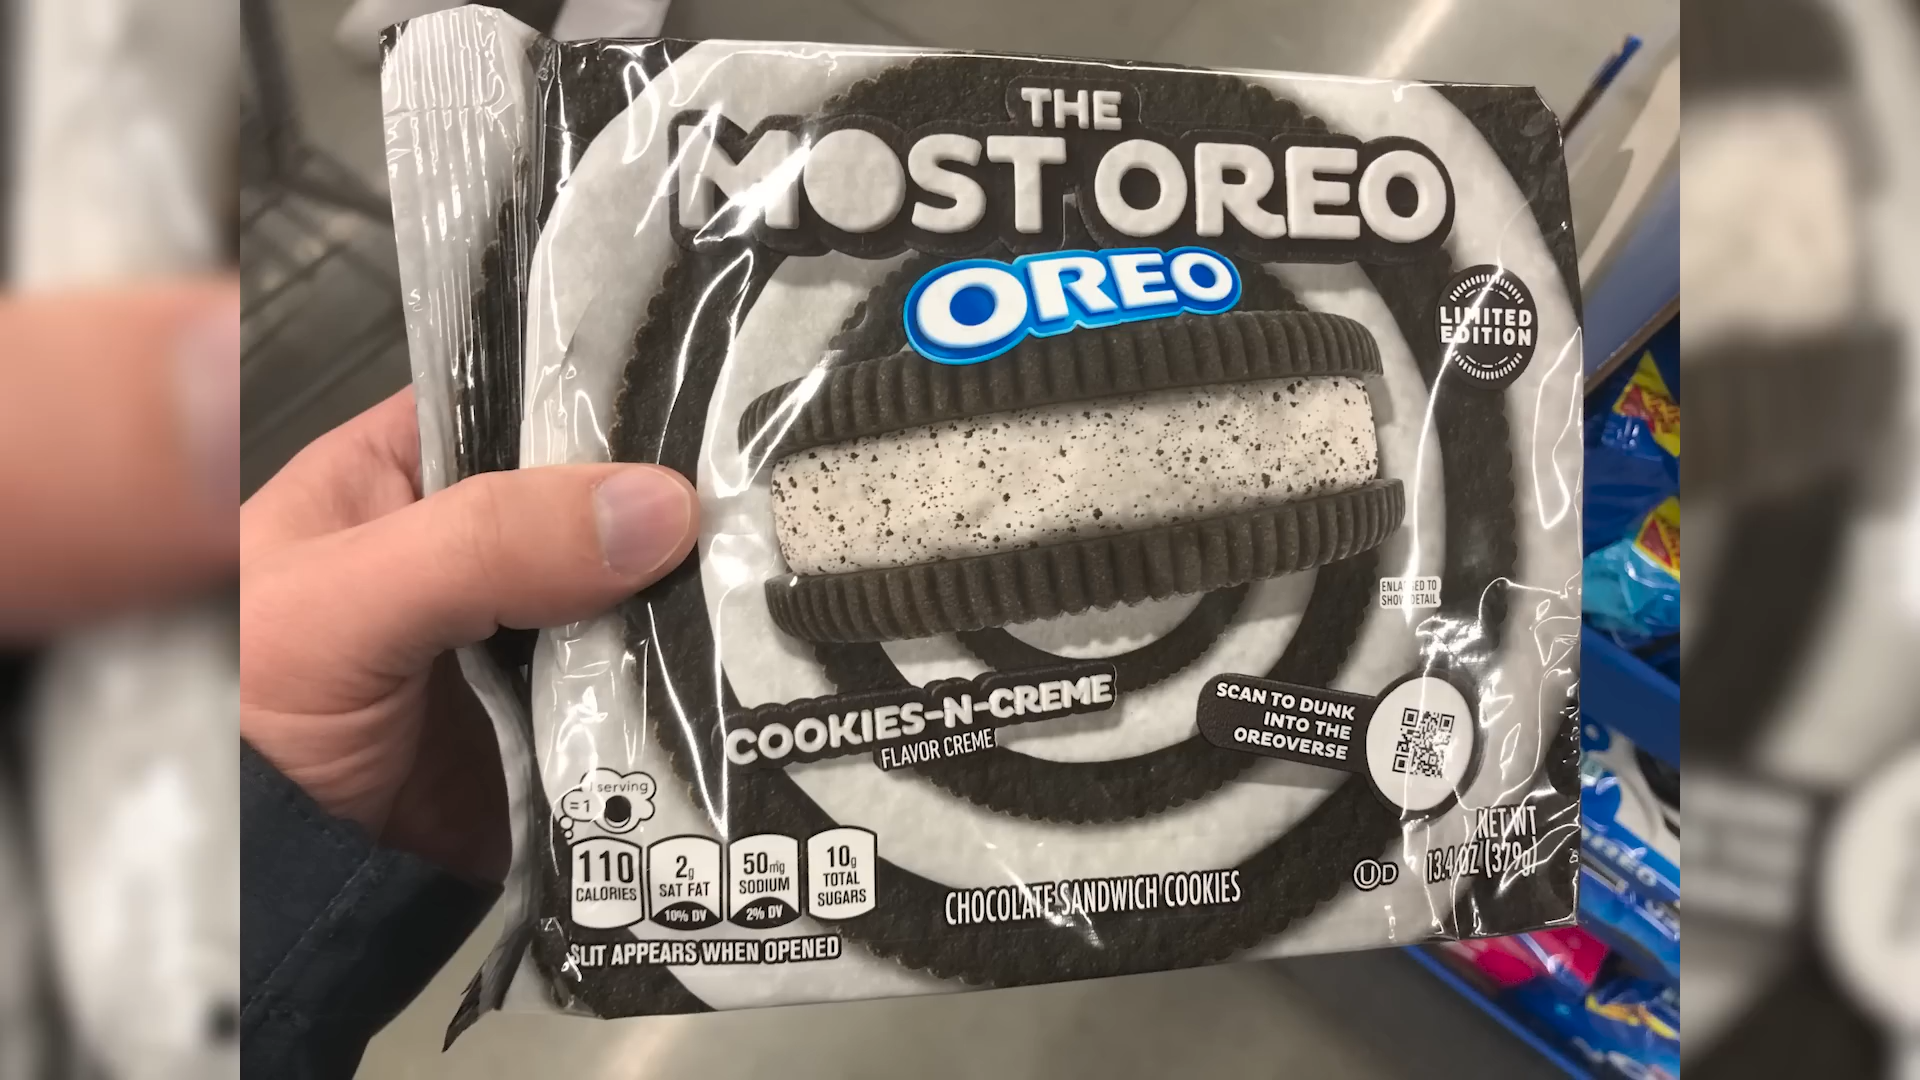 THE
MOST OREO
OREO
LIMITED
EDITION
ENLARGED TO
SHOW DETAIL
COOKIES-N-CREME
FLAVOR CREME
SCAN TO DUNK
INTO THE
OREOVERSE
1 serving
=1
110
CALORIES
2g
SAT FAT
10% DV
50mg
SODIUM
2% DV
10g
TOTAL
SUGARS
SLIT APPEARS WHEN OPENED
CHOCOLATE SANDWICH COOKIES
UD
NET WT
13.4 OZ (379g)